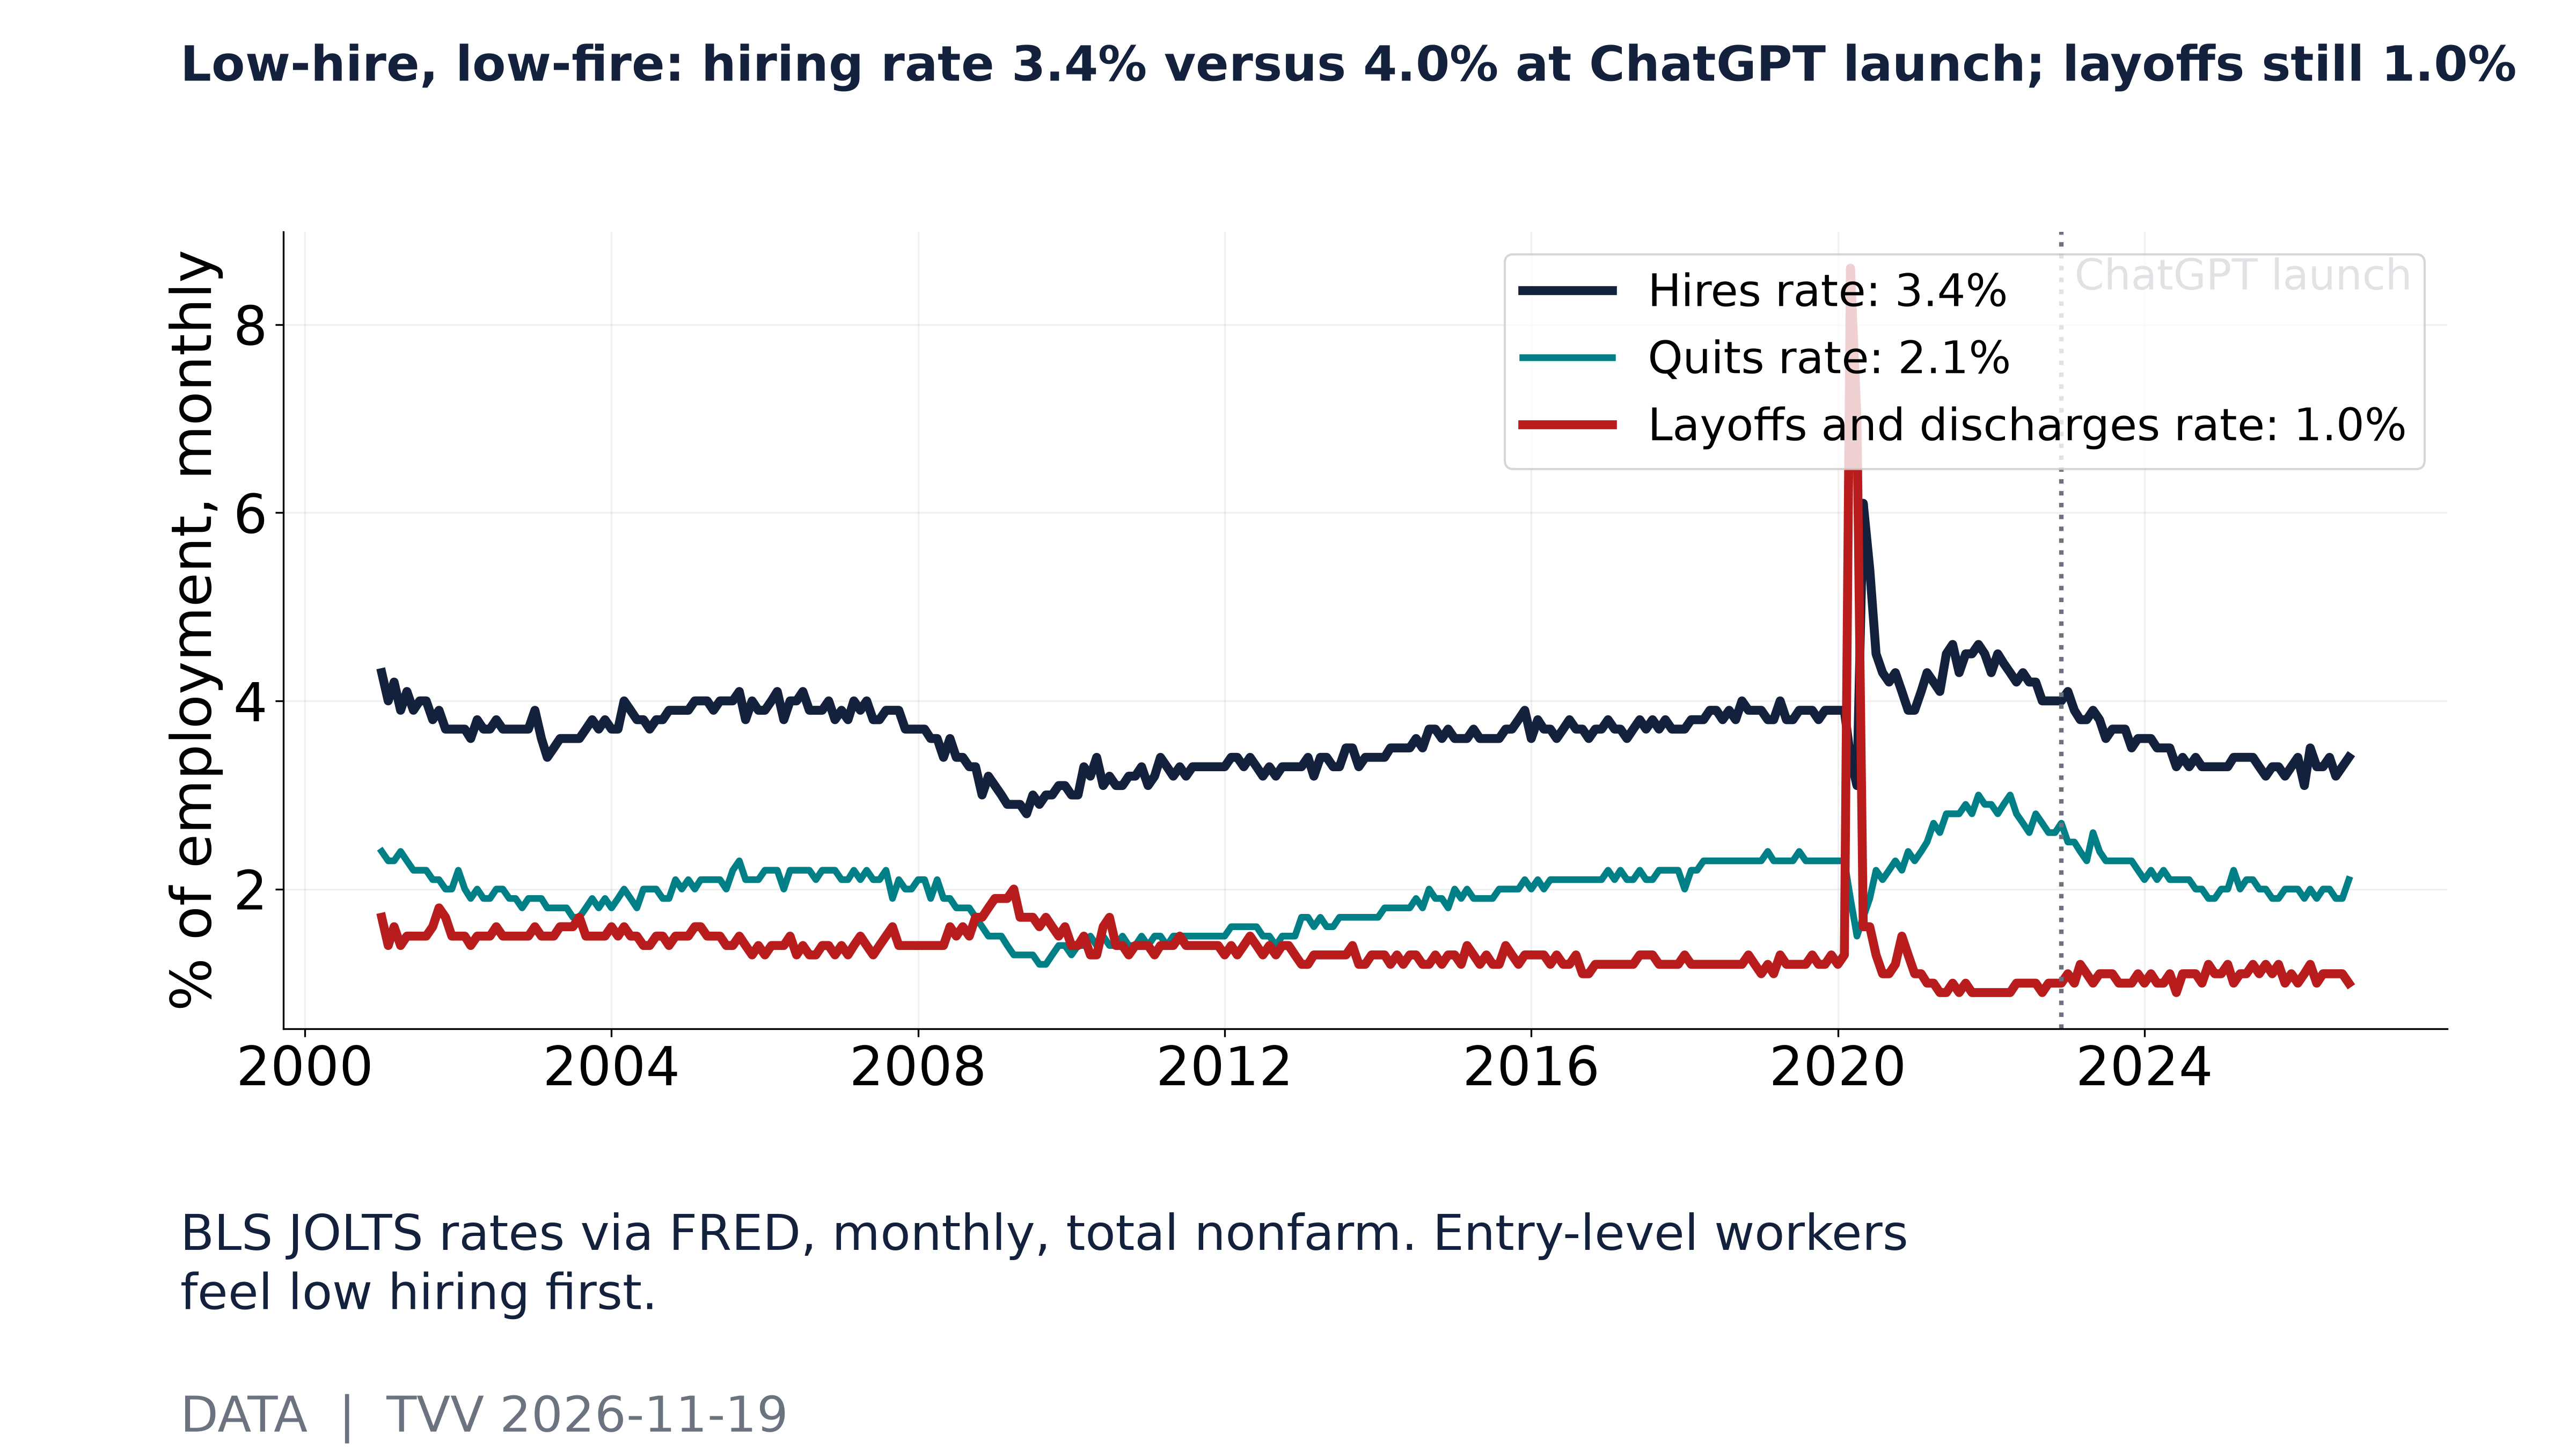 Low-hire, low-fire: hiring rate 3.4% versus 4.0% at ChatGPT launch; layoffs still 1.0%
% of employment, monthly
8
6
4
2
ChatGPT launch
Hires rate: 3.4%
Quits rate: 2.1%
Layoffs and discharges rate: 1.0%
2000 2004 2008 2012 2016 2020 2024
BLS JOLTS rates via FRED, monthly, total nonfarm. Entry-level workers
feel low hiring first.
DATA | TVV 2026-11-19